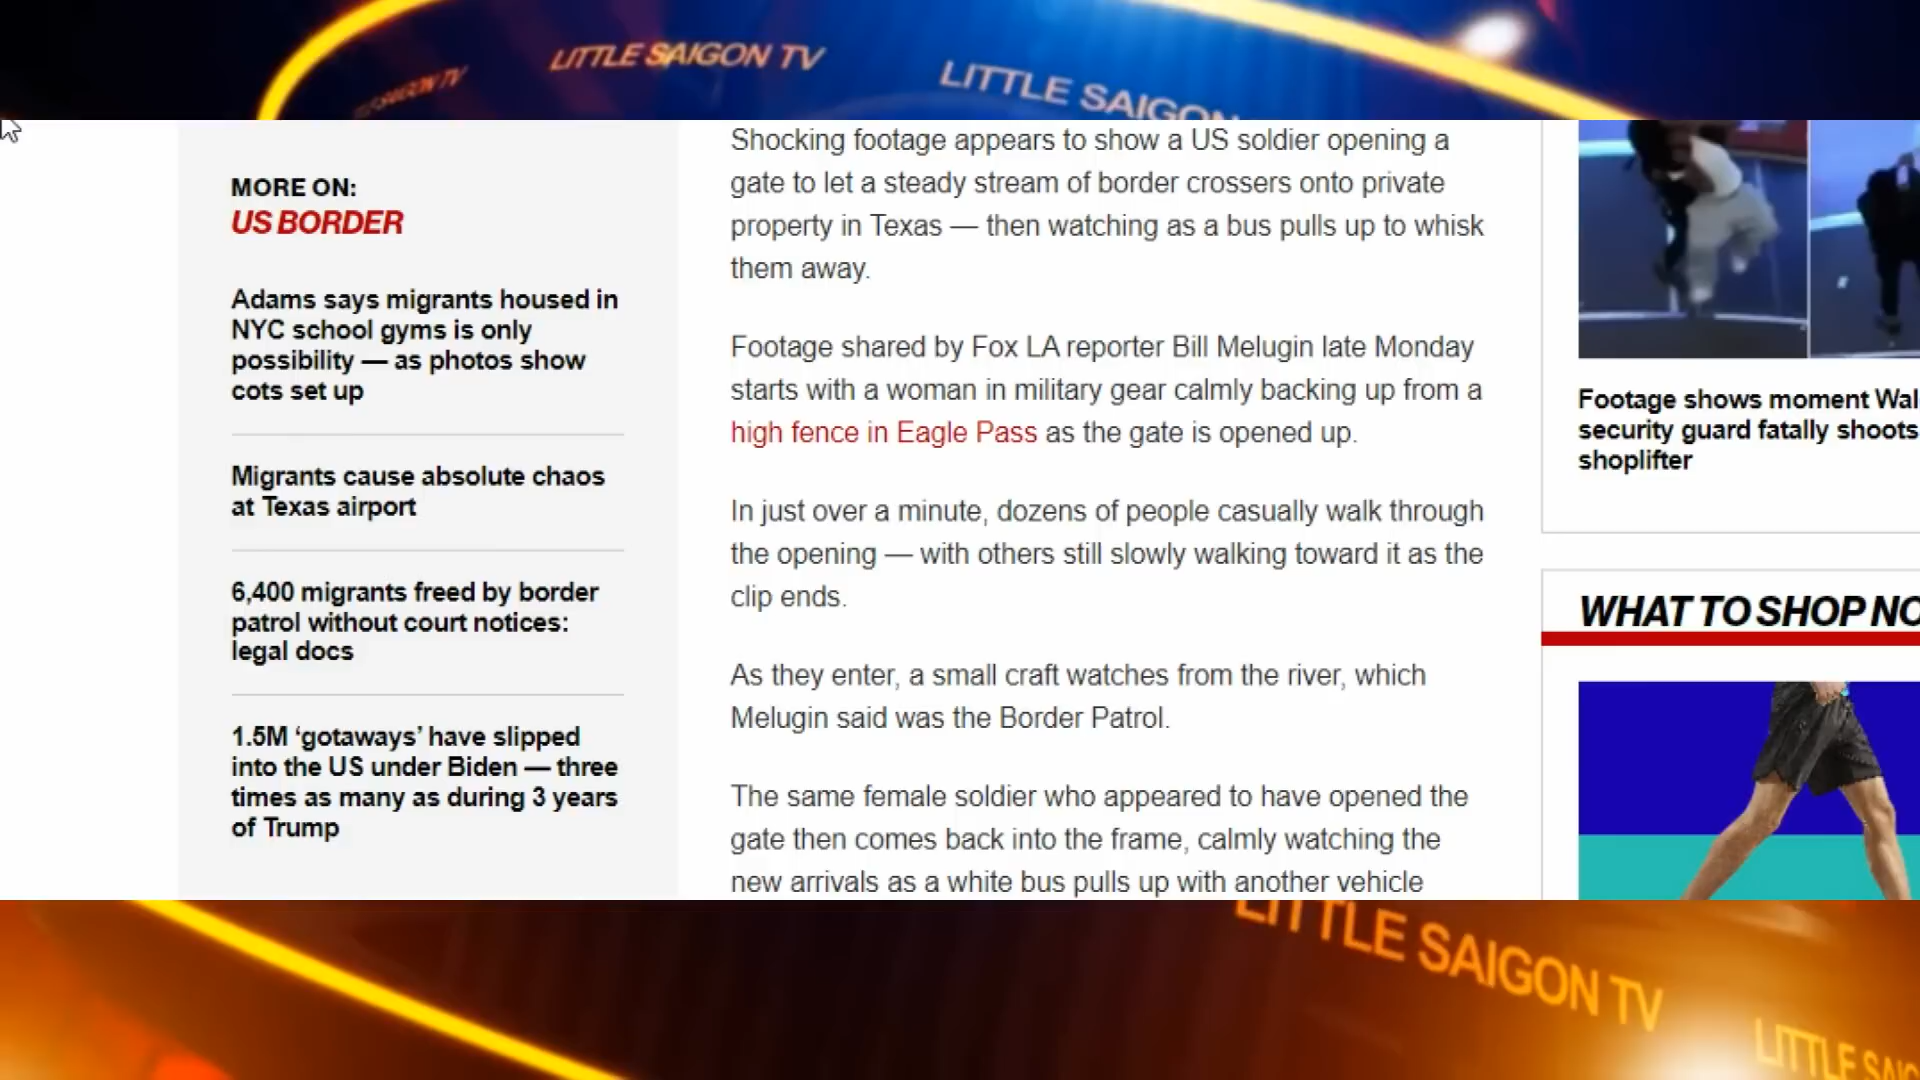 LITTLE SAIGON TV
LITTLE SAIGON
MORE ON:
US BORDER
Adams says migrants housed in
NYC school gyms is only
possibility — as photos show
cots set up
Migrants cause absolute chaos
at Texas airport
6,400 migrants freed by border
patrol without court notices:
legal docs
1.5M ‘gotaways’ have slipped
into the US under Biden — three
times as many as during 3 years
of Trump
Shocking footage appears to show a US soldier opening a
gate to let a steady stream of border crossers onto private
property in Texas — then watching as a bus pulls up to whisk
them away.
Footage shared by Fox LA reporter Bill Melugin late Monday
starts with a woman in military gear calmly backing up from a
high fence in Eagle Pass as the gate is opened up.
In just over a minute, dozens of people casually walk through
the opening — with others still slowly walking toward it as the
clip ends.
As they enter, a small craft watches from the river, which
Melugin said was the Border Patrol.
The same female soldier who appeared to have opened the
gate then comes back into the frame, calmly watching the
new arrivals as a white bus pulls up with another vehicle
Footage shows moment
security guard fatally shoots
shoplifter
WHAT TO SHOP
LITTLE SAIGON TV
LITTLE